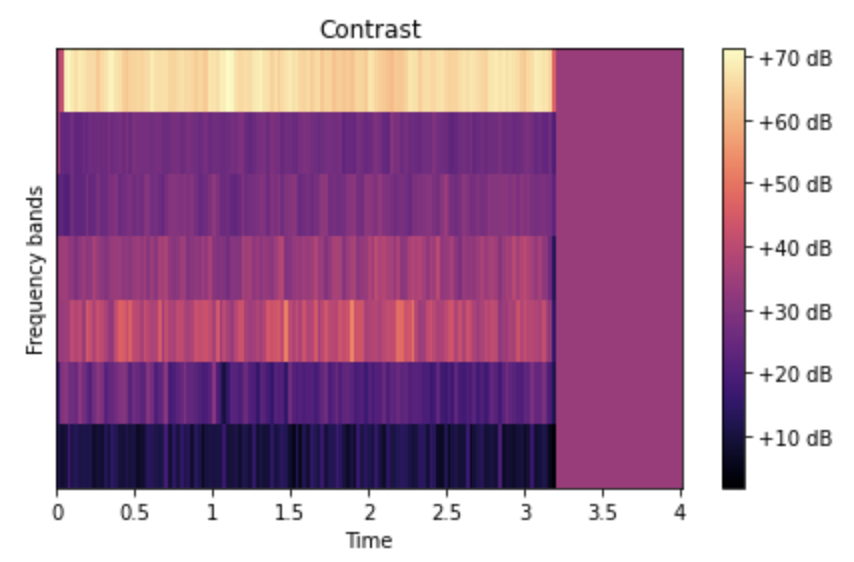 Contrast
+70 dB
+60 dB
+50 dB
+40 dB
+30 dB
+20 dB
+10 dB
Frequency bands
0 0.5 1 1.5 2 2.5 3 3.5 4
Time